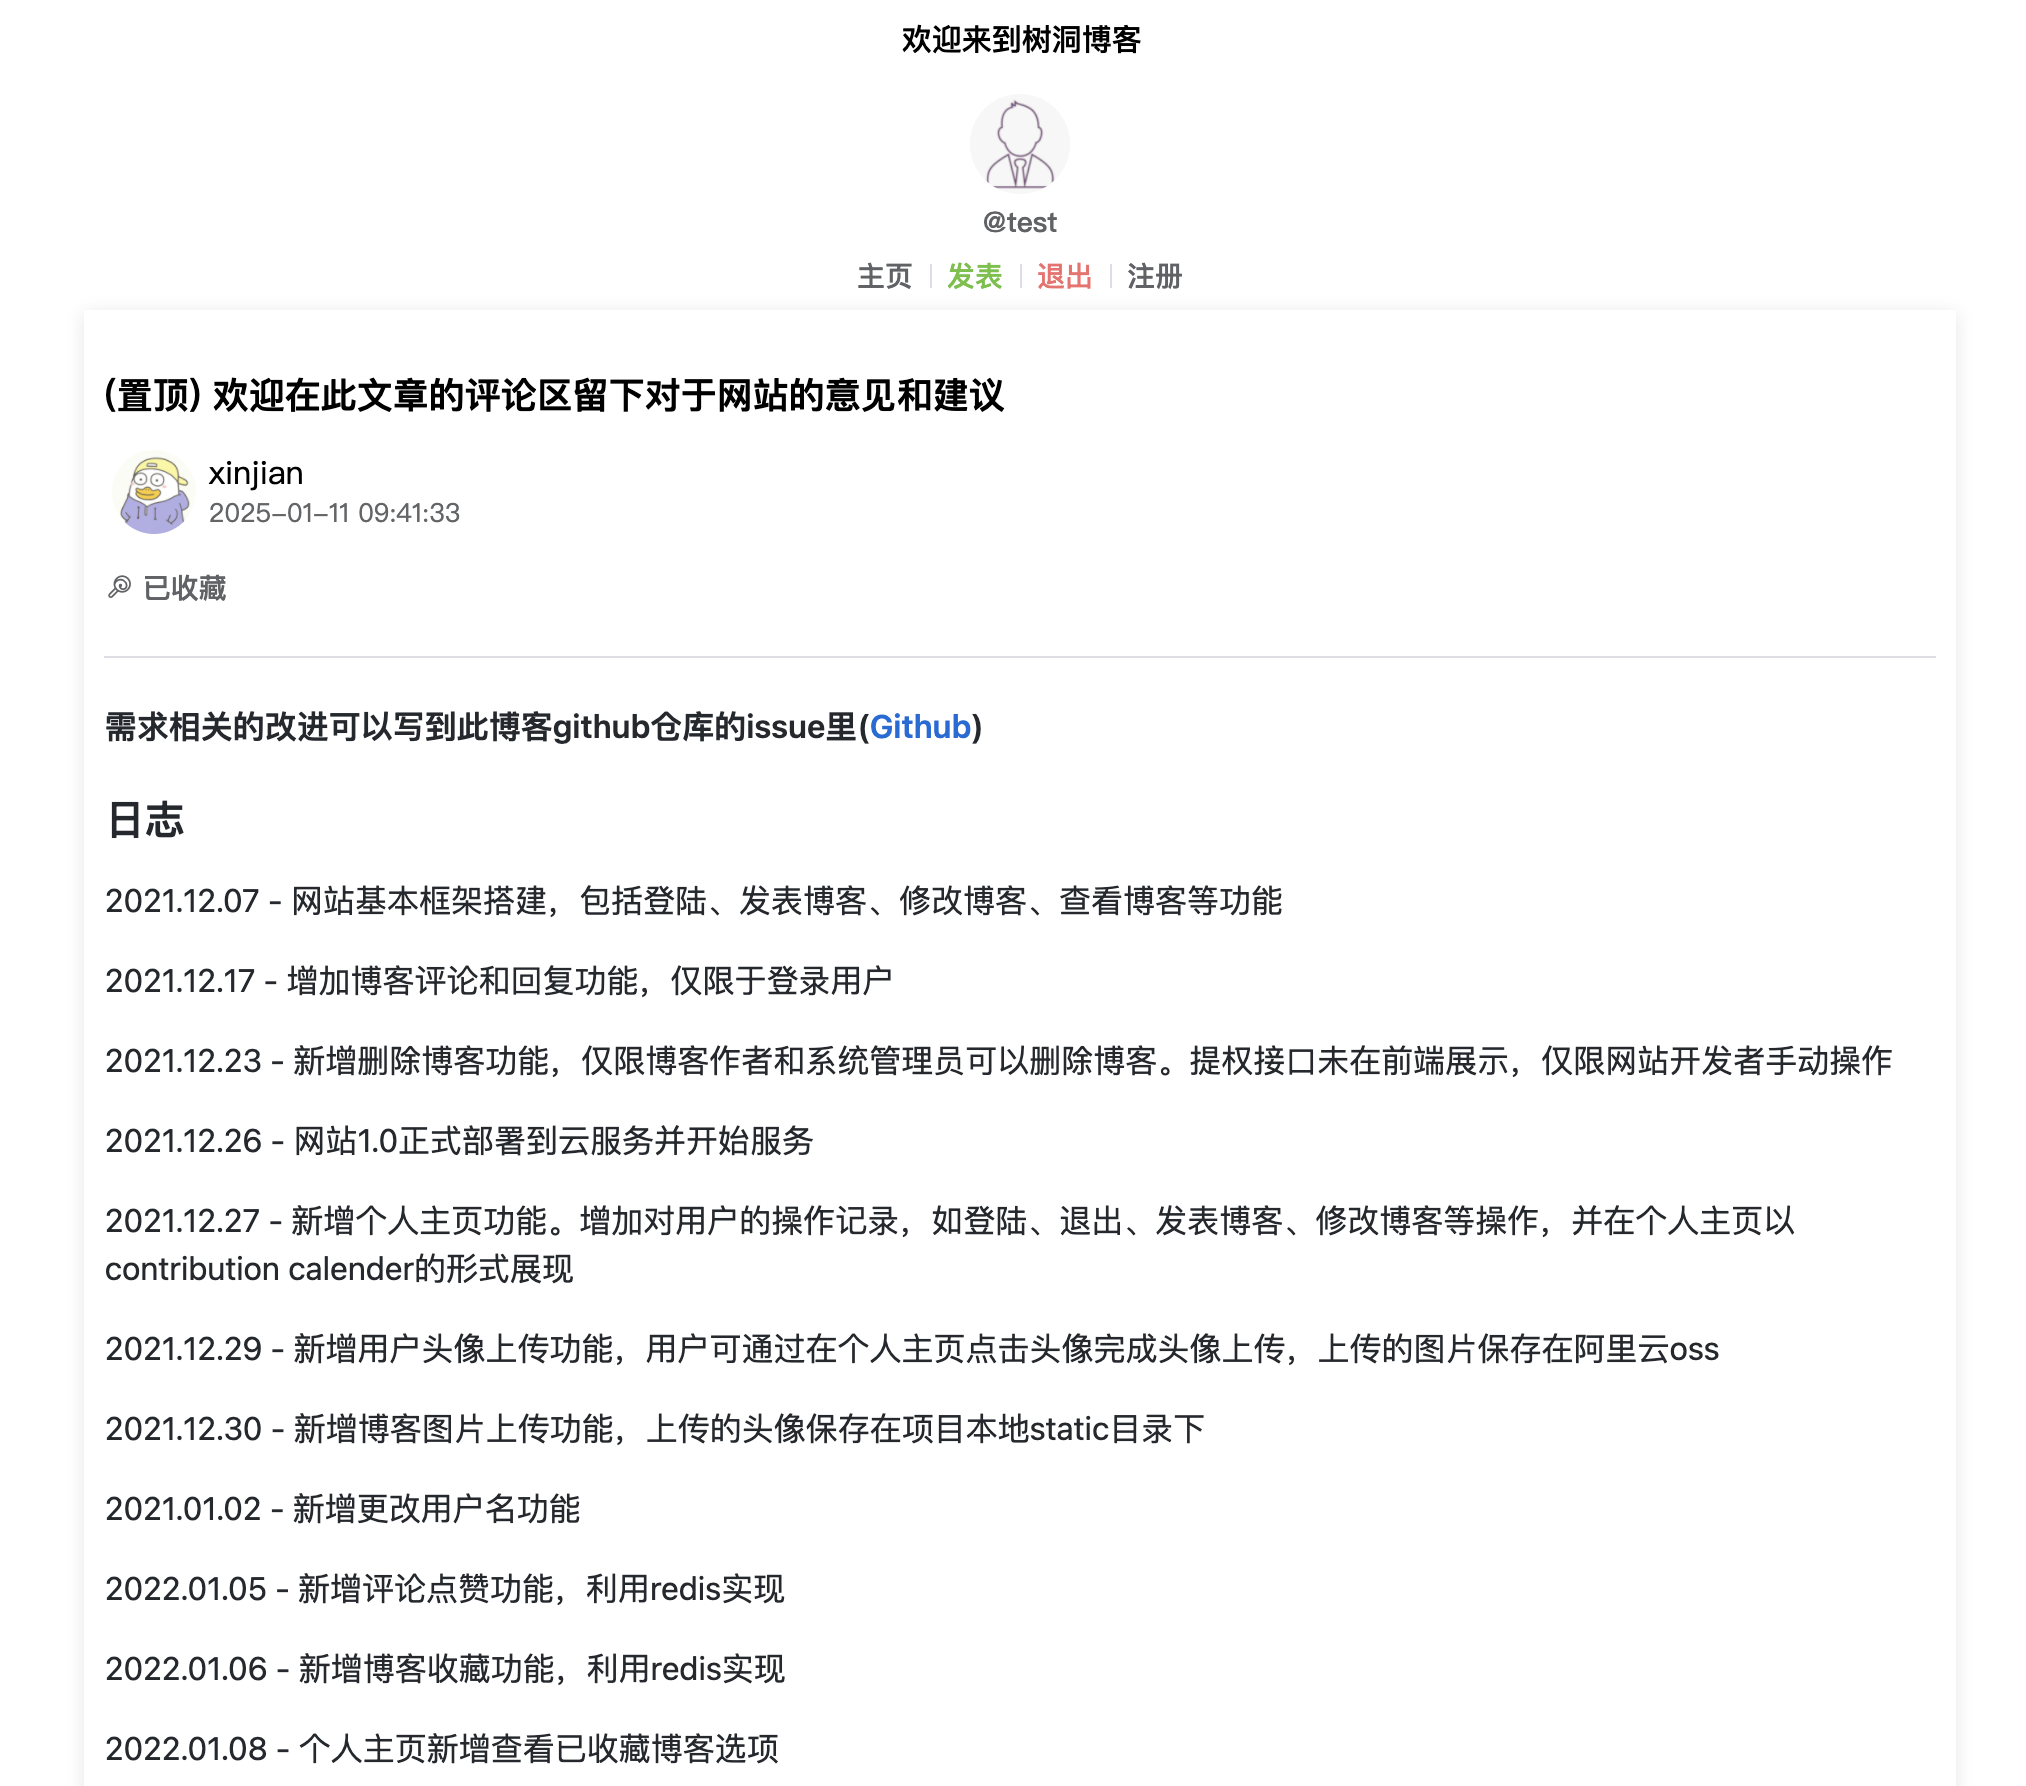 欢迎来到树洞博客
@test
主页 发表 退出 注册
(置顶) 欢迎在此文章的评论区留下对于网站的意见和建议
xinjian
2025-01-11 09:41:33
已收藏
需求相关的改进可以写到此博客github仓库的issue里(Github)
日志
2021.12.07 - 网站基本框架搭建，包括登陆、发表博客、修改博客、查看博客等功能
2021.12.17 - 增加博客评论和回复功能，仅限于登录用户
2021.12.23 - 新增删除博客功能，仅限博客作者和系统管理员可以删除博客。提权接口未在前端展示，仅限网站开发者手动操作
2021.12.26 - 网站1.0正式部署到云服务并开始服务
2021.12.27 - 新增个人主页功能。增加对用户的操作记录，如登陆、退出、发表博客、修改博客等操作，并在个人主页以
contribution calender的形式展现
2021.12.29 - 新增用户头像上传功能，用户可通过在个人主页点击头像完成头像上传，上传的图片保存在阿里云oss
2021.12.30 - 新增博客图片上传功能，上传的头像保存在项目本地static目录下
2021.01.02 - 新增更改用户名功能
2022.01.05 - 新增评论点赞功能，利用redis实现
2022.01.06 - 新增博客收藏功能，利用redis实现
2022.01.08 - 个人主页新增查看已收藏博客选项